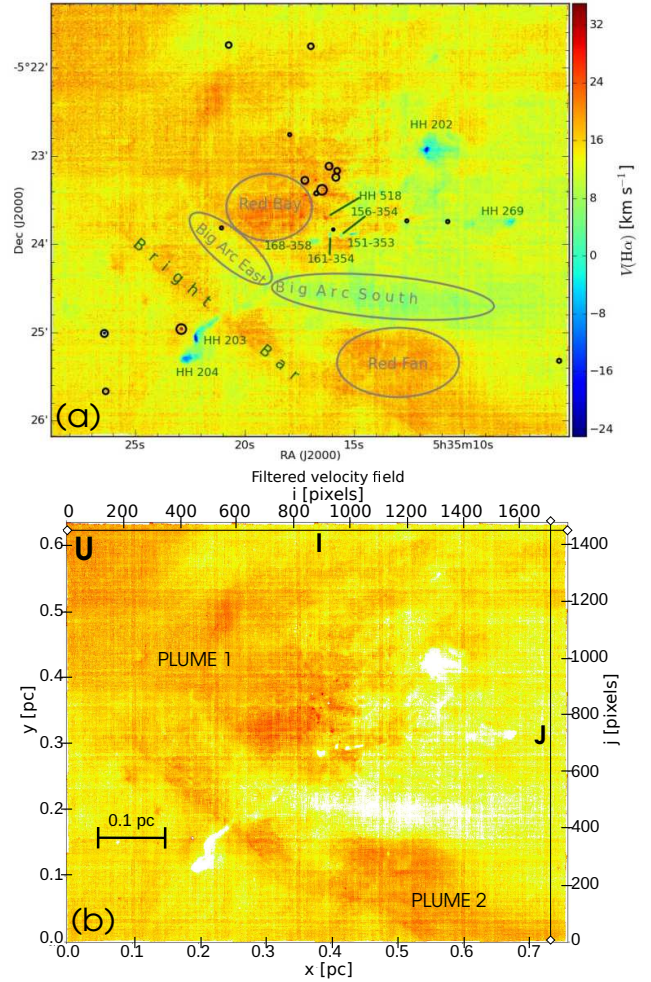 32
24
16
8
0
−8
−16
−24
V(Hα) [km s⁻¹]
-5°22'
23'
24'
25'
26'
Dec (J2000)
HH 202
HH 518
156-354
HH 269
Red Bay
168-358
151-353
161-354
Big Arc East
Big Arc South
Bright Bar
HH 203
HH 204
Red Fan
(a)
25s
20s
15s
5h35m10s
RA (J2000)
Filtered velocity field
i [pixels]
0 200 400 600 800 1000 1200 1400 1600
U
I
J
0.6
0.5
0.4
0.3
0.2
0.1
0.0
y [pc]
1400
1200
1000
800
600
400
200
0
j [pixels]
PLUME 1
0.1 pc
PLUME 2
(b)
0.0 0.1 0.2 0.3 0.4 0.5 0.6 0.7
x [pc]